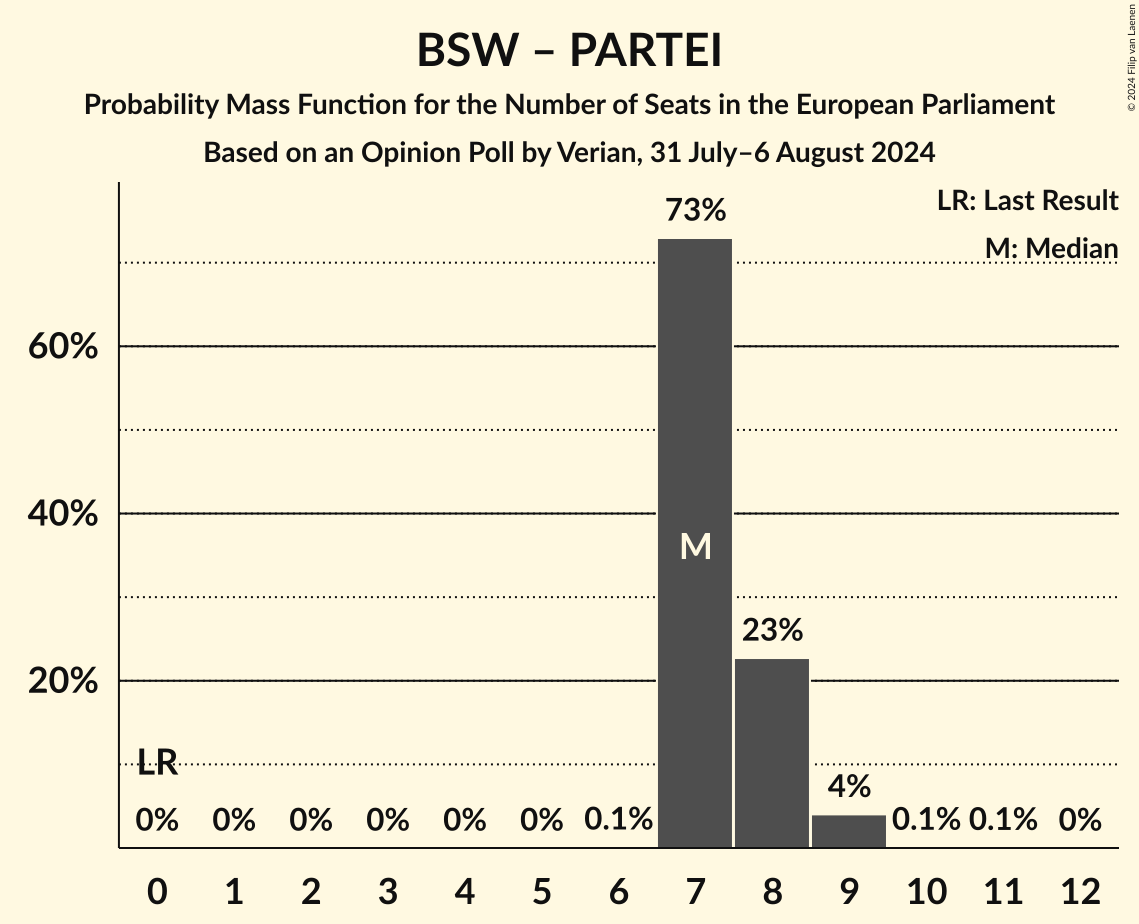 BSW – PARTEI
Probability Mass Function for the Number of Seats in the European Parliament
Based on an Opinion Poll by Verian, 31 July–6 August 2024
© 2024 Filip van Laenen
LR: Last Result
M: Median
73%
60%
40%
M
23%
20%
LR
4%
0% 0% 0% 0% 0% 0% 0.1% 0.1% 0.1% 0%
0 1 2 3 4 5 6 7 8 9 10 11 12